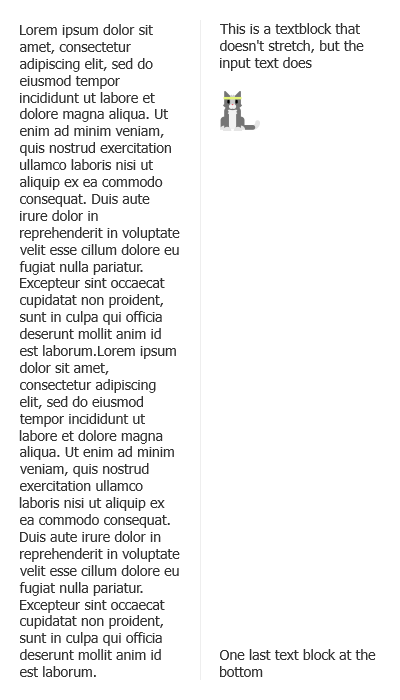 Lorem ipsum dolor sit
amet, consectetur
adipiscing elit, sed do
eiusmod tempor
incididunt ut labore et
dolore magna aliqua. Ut
enim ad minim veniam,
quis nostrud exercitation
ullamco laboris nisi ut
aliquip ex ea commodo
consequat. Duis aute
irure dolor in
reprehenderit in voluptate
velit esse cillum dolore eu
fugiat nulla pariatur.
Excepteur sint occaecat
cupidatat non proident,
sunt in culpa qui officia
deserunt mollit anim id
est laborum.Lorem ipsum
dolor sit amet,
consectetur adipiscing
elit, sed do eiusmod
tempor incididunt ut
labore et dolore magna
aliqua. Ut enim ad minim
veniam, quis nostrud
exercitation ullamco
laboris nisi ut aliquip ex
ea commodo consequat.
Duis aute irure dolor in
reprehenderit in voluptate
velit esse cillum dolore eu
fugiat nulla pariatur.
Excepteur sint occaecat
cupidatat non proident,
sunt in culpa qui officia
deserunt mollit anim id
est laborum.
This is a textblock that
doesn't stretch, but the
input text does
One last text block at the
bottom